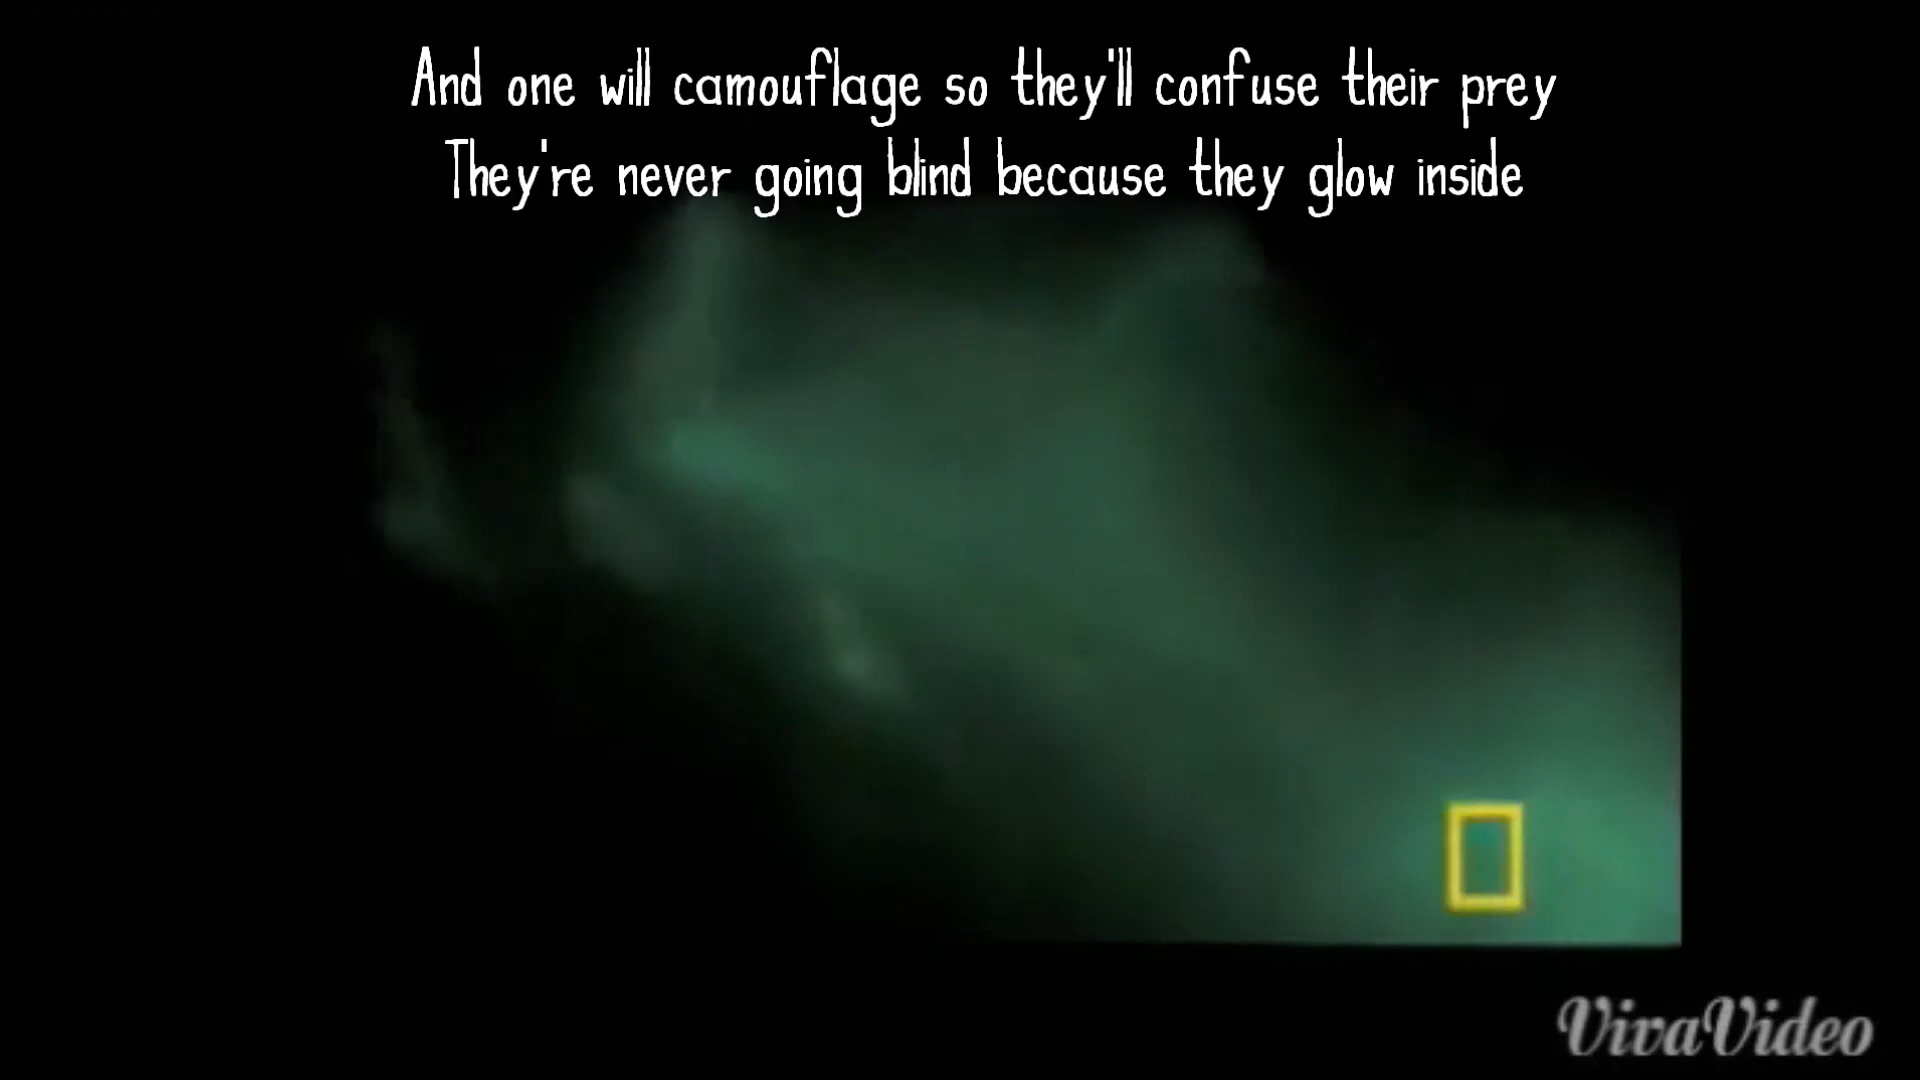 And one will camouflage so they'll confuse their prey
They're never going blind because they glow inside
VivaVideo